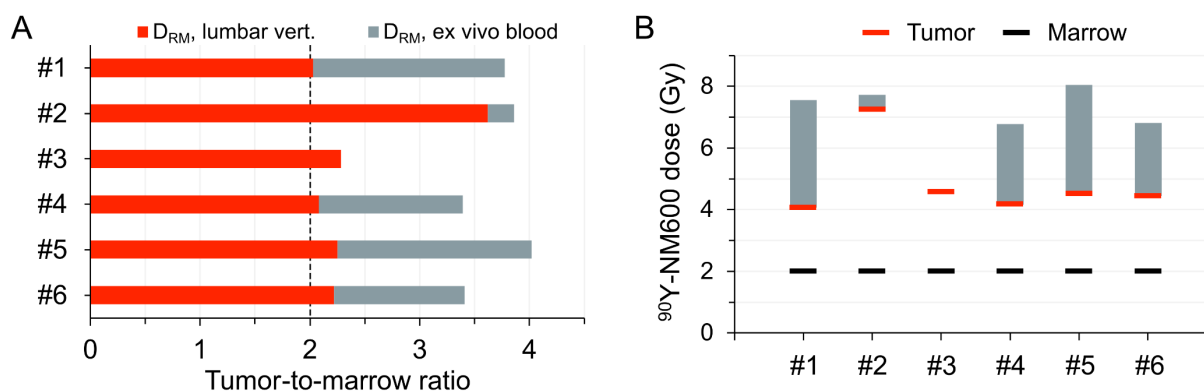 A
D_RM, lumbar vert.
D_RM, ex vivo blood
#1
#2
#3
#4
#5
#6
0 1 2 3 4
Tumor-to-marrow ratio
B
Tumor
Marrow
⁹⁰Y-NM600 dose (Gy)
8
6
4
2
0
#1 #2 #3 #4 #5 #6